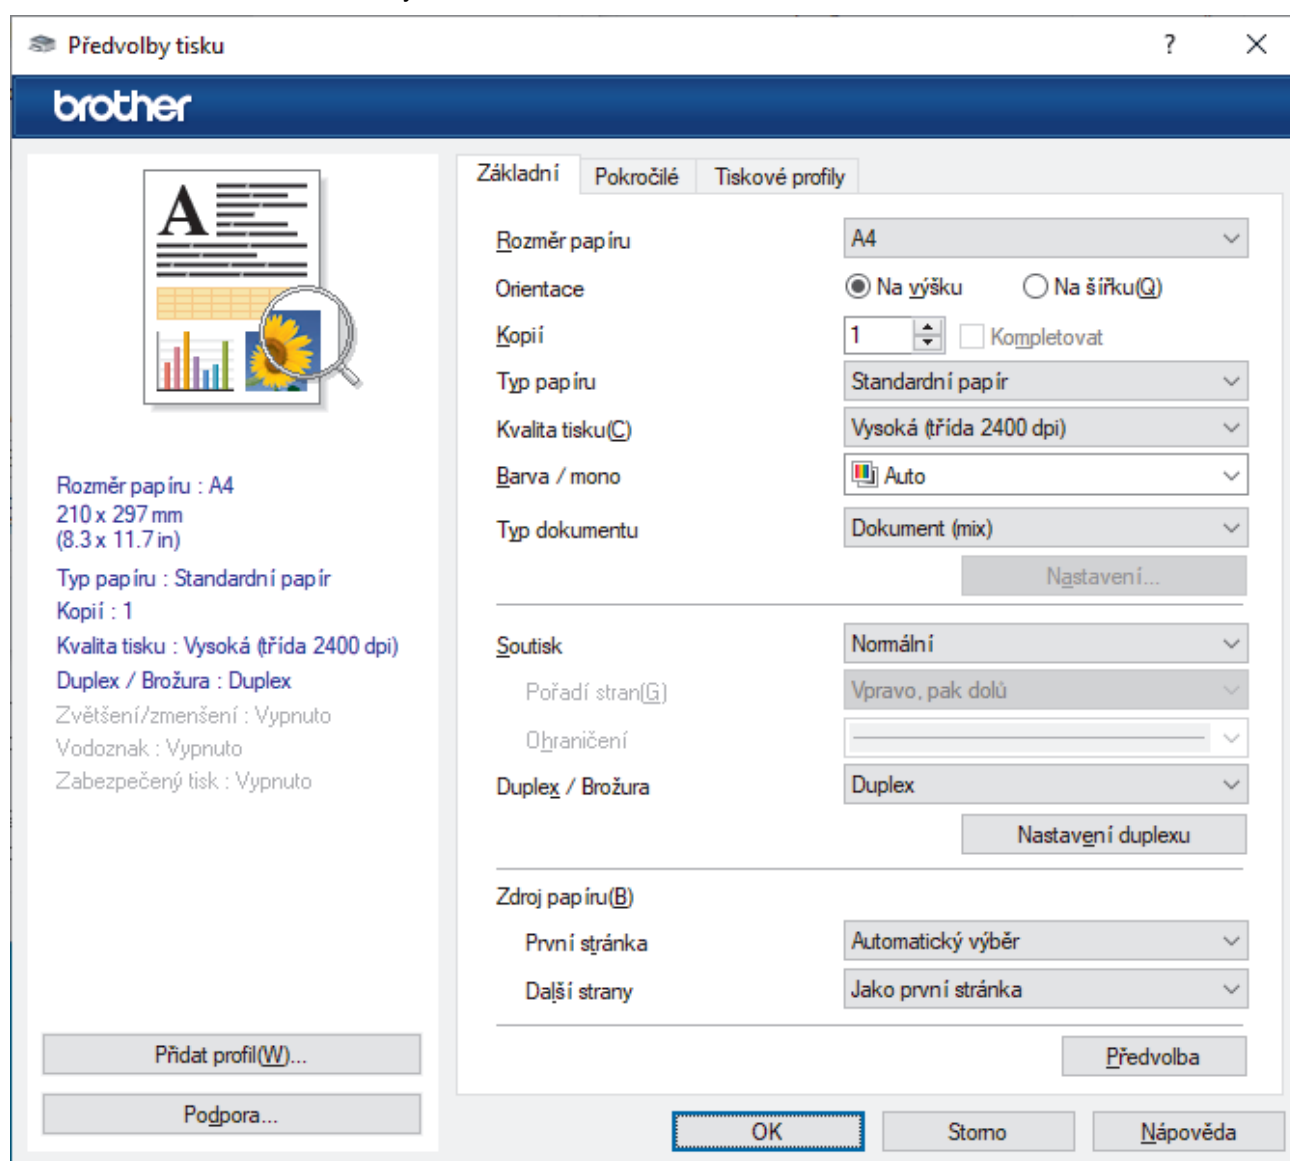 Předvolby tisku
?
brother
A
Rozměr papíru : A4
210 x 297 mm
(8.3 x 11.7 in)
Typ papíru : Standardní papír
Kopií : 1
Kvalita tisku : Vysoká (třída 2400 dpi)
Duplex / Brožura : Duplex
Zvětšení/zmenšení : Vypnuto
Vodoznak : Vypnuto
Zabezpečený tisk : Vypnuto
Přidat profil(W)...
Podpora...
Základní Pokročilé Tiskové profily
Rozměr papíru A4
Orientace Na výšku Na šířku(Q)
Kopií 1 Kompletovat
Typ papíru Standardní papír
Kvalita tisku(C) Vysoká (třída 2400 dpi)
Barva / mono Auto
Typ dokumentu Dokument (mix)
Nastavení...
Soutisk Normální
Pořadí stran(G) Vpravo, pak dolů
Ohraničení
Duplex / Brožura Duplex
Nastavení duplexu
Zdroj papíru(B)
První stránka Automatický výběr
Další strany Jako první stránka
Předvolba
OK Storno Nápověda